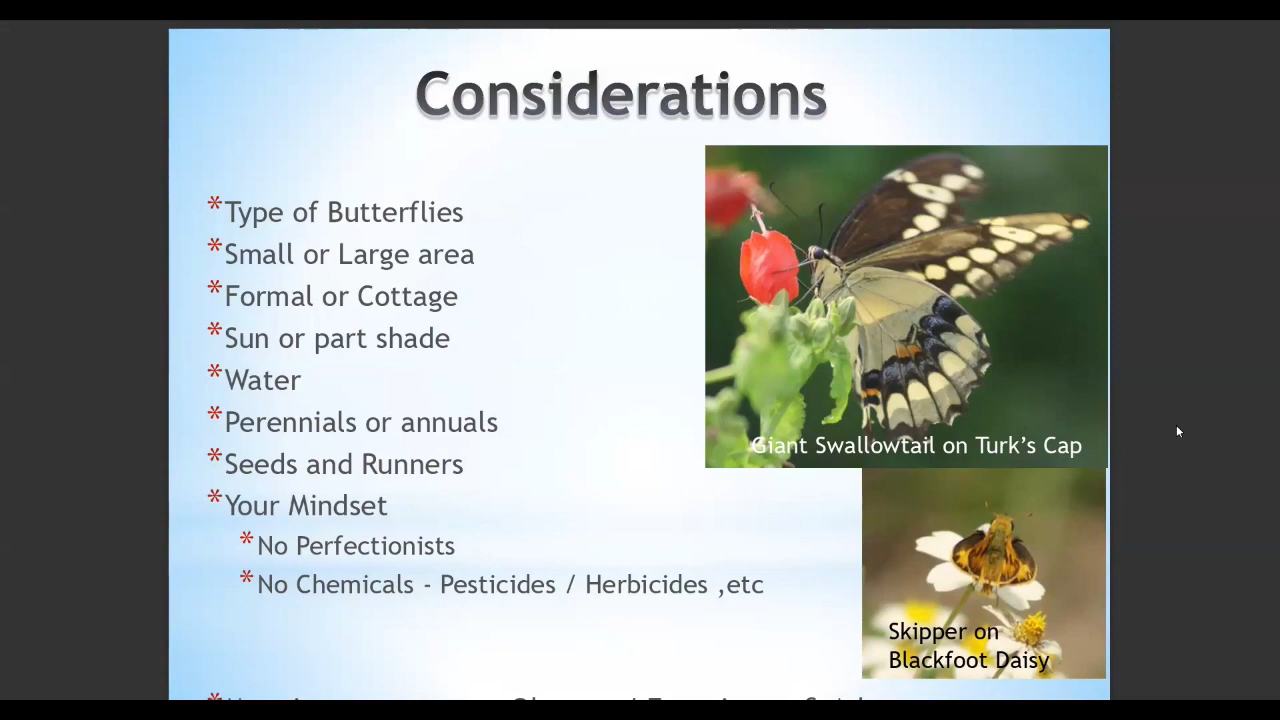 Considerations
*Type of Butterflies
*Small or Large area
*Formal or Cottage
*Sun or part shade
*Water
*Perennials or annuals
*Seeds and Runners
*Your Mindset
*No Perfectionists
*No Chemicals - Pesticides / Herbicides ,etc
Giant Swallowtail on Turk’s Cap
Skipper on
Blackfoot Daisy